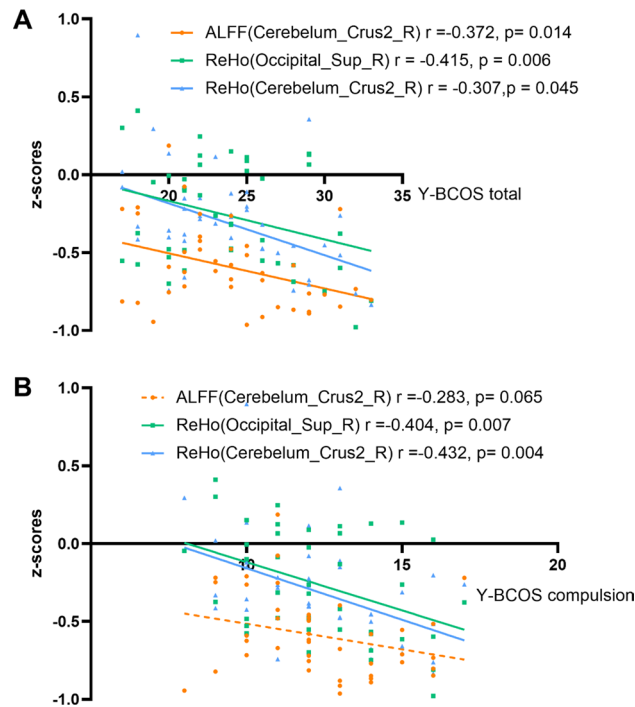 A
ALFF(Cerebelum_Crus2_R) r =-0.372, p= 0.014
ReHo(Occipital_Sup_R) r = -0.415, p = 0.006
ReHo(Cerebelum_Crus2_R) r = -0.307,p = 0.045
1.0
0.5
0.0
-0.5
-1.0
z-scores
20
25
30
35
Y-BCOS total
B
ALFF(Cerebelum_Crus2_R) r =-0.283, p= 0.065
ReHo(Occipital_Sup_R) r =-0.404, p= 0.007
ReHo(Cerebelum_Crus2_R) r =-0.432, p= 0.004
1.0
0.5
0.0
-0.5
-1.0
z-scores
10
15
20
Y-BCOS compulsion